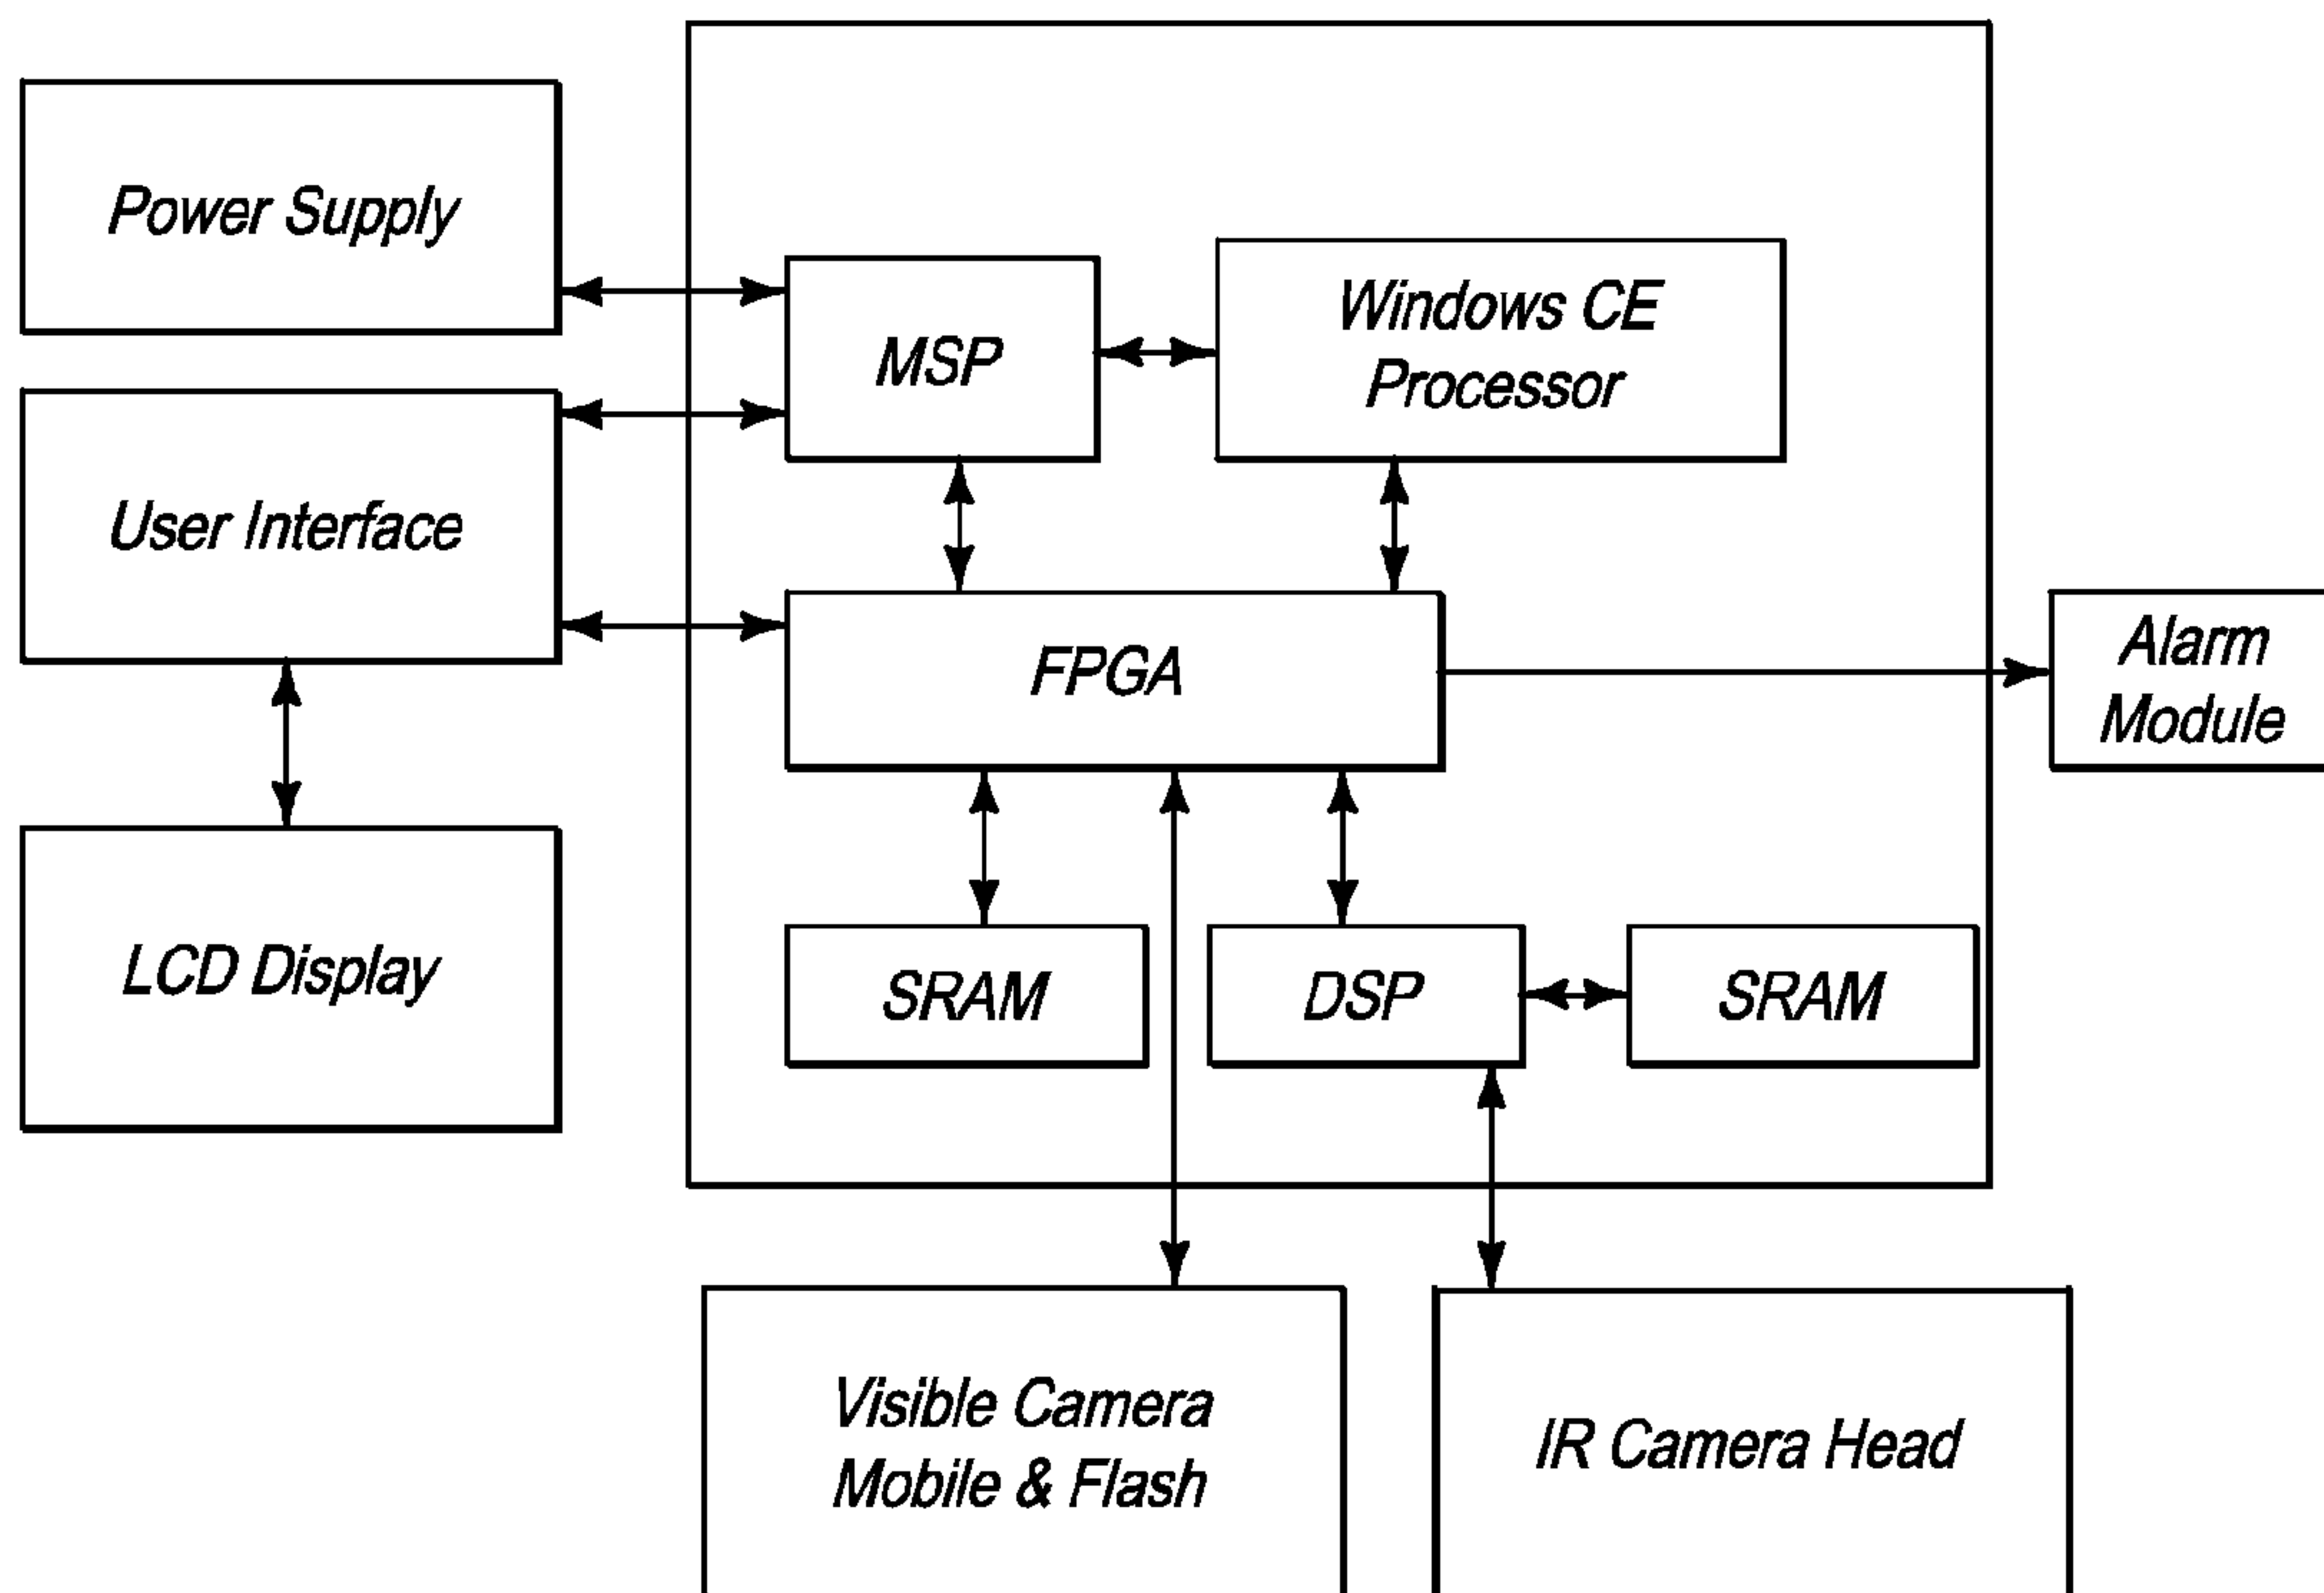 Power Supply
MSP
Windows CE
Processor
User Interface
FPGA
Alarm
Module
LCD Display
SRAM
DSP
SRAM
Visible Camera
Mobile & Flash
IR Camera Head